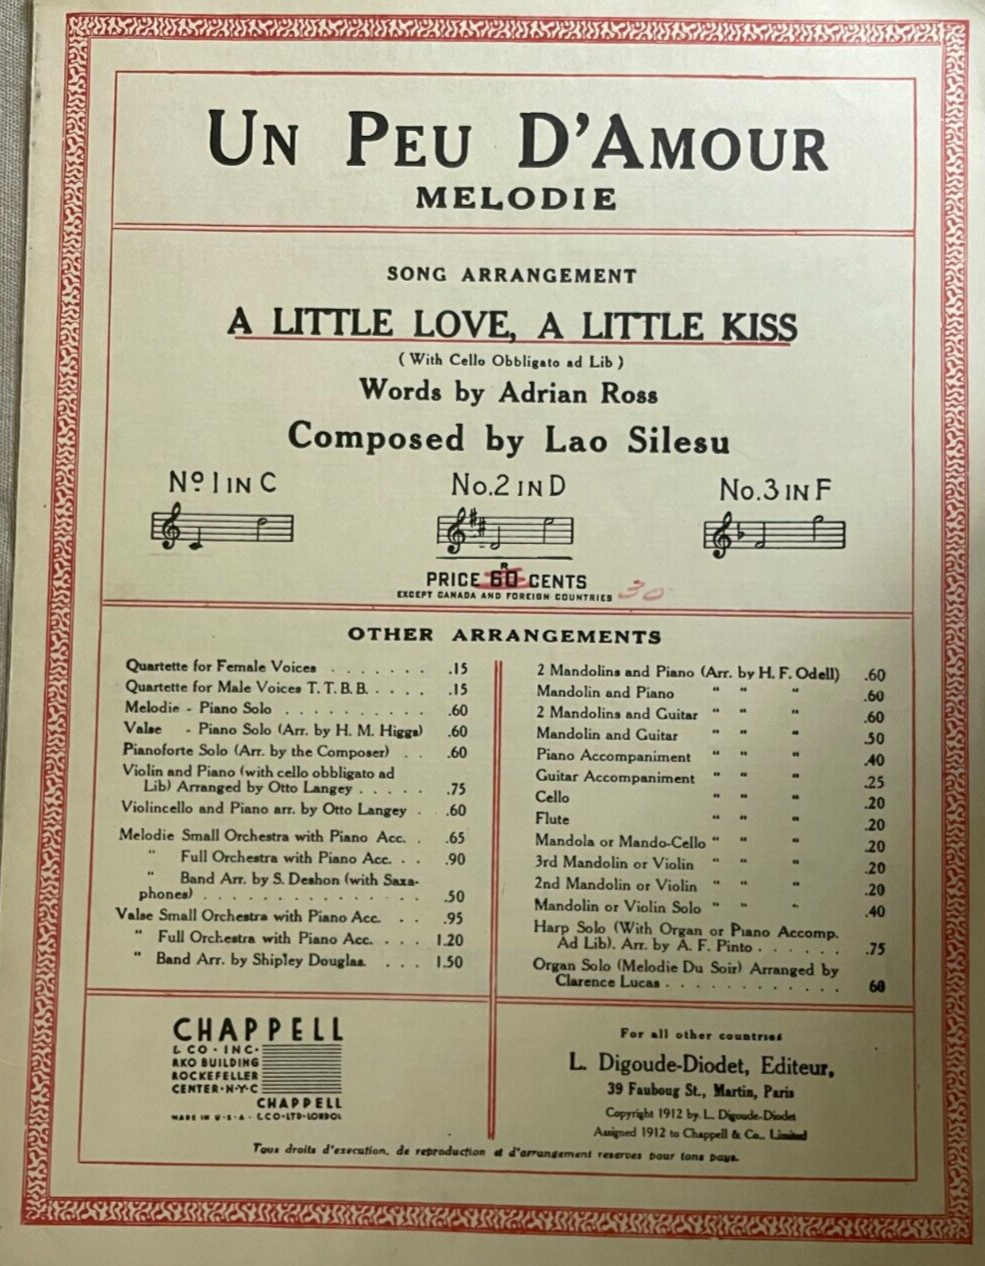 UN PEU D'AMOUR
MELODIE
SONG ARRANGEMENT
A LITTLE LOVE, A LITTLE KISS
( With Cello Obbligato ad Lib )
Words by Adrian Ross
Composed by Lao Silesu
Nº 1 IN C
No. 2 IN D
No. 3 IN F
PRICE 60 CENTS
EXCEPT CANADA AND FOREIGN COUNTRIES
30
OTHER ARRANGEMENTS
Quartette for Female Voices . . . . . . . .15
Quartette for Male Voices T. T. B. B. . . . . .15
Melodie - Piano Solo . . . . . . . . . . .60
Valse - Piano Solo (Arr. by H. M. Higgs) .60
Pianoforte Solo (Arr. by the Composer) . . .60
Violin and Piano (with cello obbligato ad
Lib) Arranged by Otto Langey . . . . . .75
Violincello and Piano arr. by Otto Langey . .60
Melodie Small Orchestra with Piano Acc. . .65
" Full Orchestra with Piano Acc. . . .90
" Band Arr. by S. Deshon (with Saxa-
phones) . . . . . . . . . . . . . . .50
Valse Small Orchestra with Piano Acc. . . .95
" Full Orchestra with Piano Acc. . . . 1.20
" Band Arr. by Shipley Douglas. . . . 1.50
2 Mandolins and Piano (Arr. by H. F. Odell) .60
Mandolin and Piano " " " .60
2 Mandolins and Guitar " " " .60
Mandolin and Guitar " " " .50
Piano Accompaniment " " " .40
Guitar Accompaniment " " " .25
Cello " " " .20
Flute " " " .20
Mandola or Mando-Cello " " " .20
3rd Mandolin or Violin " " " .20
2nd Mandolin or Violin " " " .20
Mandolin or Violin Solo " " " .40
Harp Solo (With Organ or Piano Accomp.
Ad Lib). Arr. by A. F. Pinto . . . . . . .75
Organ Solo (Melodie Du Soir) Arranged by
Clarence Lucas . . . . . . . . . . . . 60
CHAPPELL
& CO · INC ·
RKO BUILDING
ROCKEFELLER
CENTER · N · Y · C
CHAPPELL
MADE IN U · S · A · & CO · LTD · LONDON
For all other countries
L. Digoude-Diodet, Editeur,
39 Fauboug St., Martin, Paris
Copyright 1912 by L. Digoude-Diodet
Assigned 1912 to Chappell & Co., Limited
Tous droits d'execution, de reproduction et d'arrangement reserves pour tons pays.